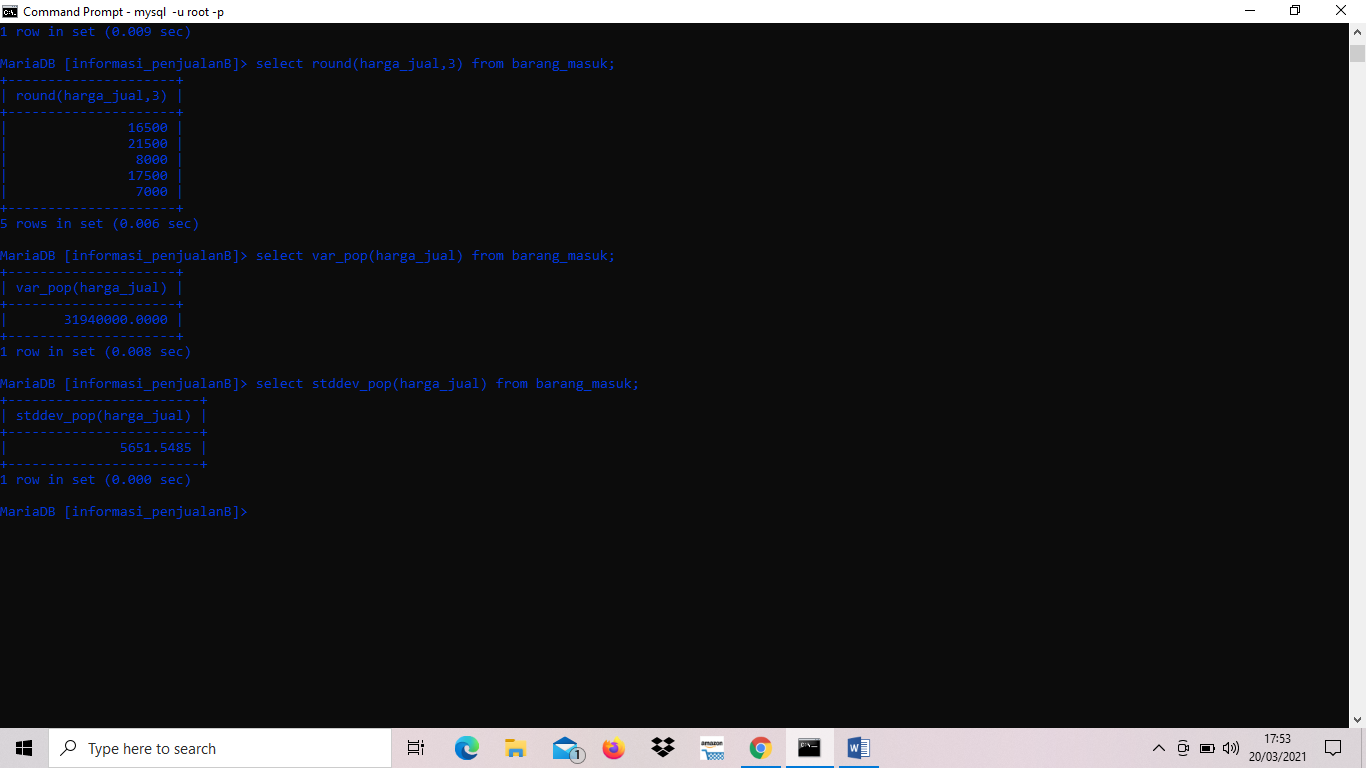 Command Prompt - mysql  -u root -p
1 row in set (0.009 sec)
MariaDB [informasi_penjualanB]> select round(harga_jual,3) from barang_masuk;
+---------------------+
| round(harga_jual,3) |
+---------------------+
|               16500 |
|               21500 |
|                8000 |
|               17500 |
|                7000 |
+---------------------+
5 rows in set (0.006 sec)
MariaDB [informasi_penjualanB]> select var_pop(harga_jual) from barang_masuk;
+---------------------+
| var_pop(harga_jual) |
+---------------------+
|       31940000.0000 |
+---------------------+
1 row in set (0.008 sec)
MariaDB [informasi_penjualanB]> select stddev_pop(harga_jual) from barang_masuk;
+------------------------+
| stddev_pop(harga_jual) |
+------------------------+
|              5651.5485 |
+------------------------+
1 row in set (0.000 sec)
MariaDB [informasi_penjualanB]>
Type here to search
1
amazon
17:53
20/03/2021